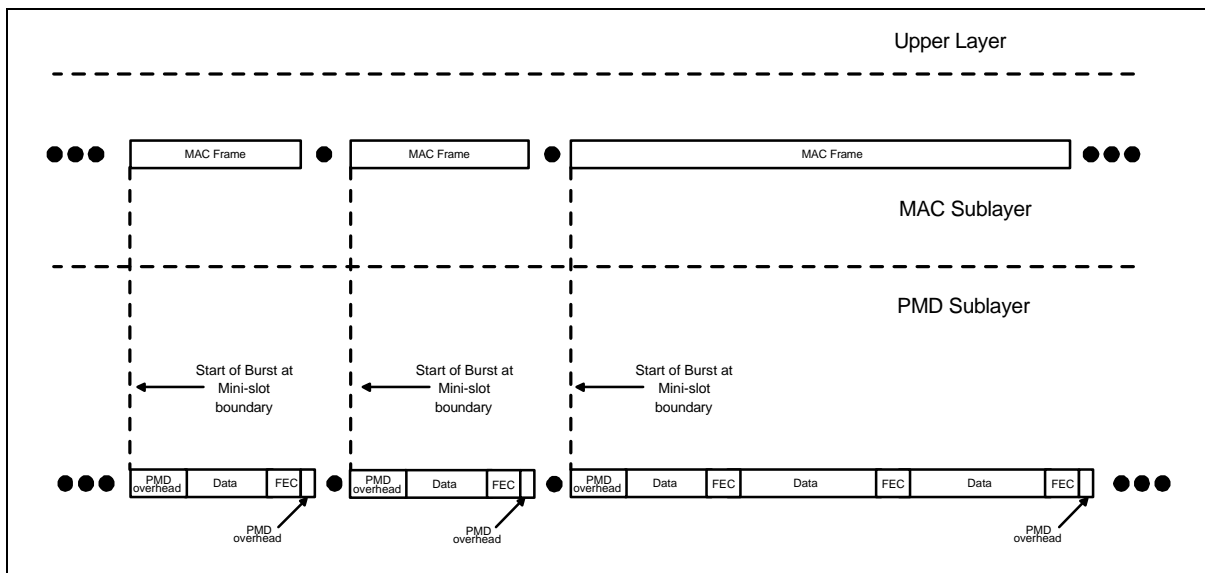 Upper Layer
MAC Frame
MAC Frame
MAC Frame
MAC Sublayer
PMD Sublayer
Start of Burst at
Mini-slot
boundary
Start of Burst at
Mini-slot
boundary
Start of Burst at
Mini-slot
boundary
PMD
overhead
Data
FEC
PMD
overhead
Data
FEC
PMD
overhead
Data
FEC
Data
FEC
Data
FEC
PMD
overhead
PMD
overhead
PMD
overhead